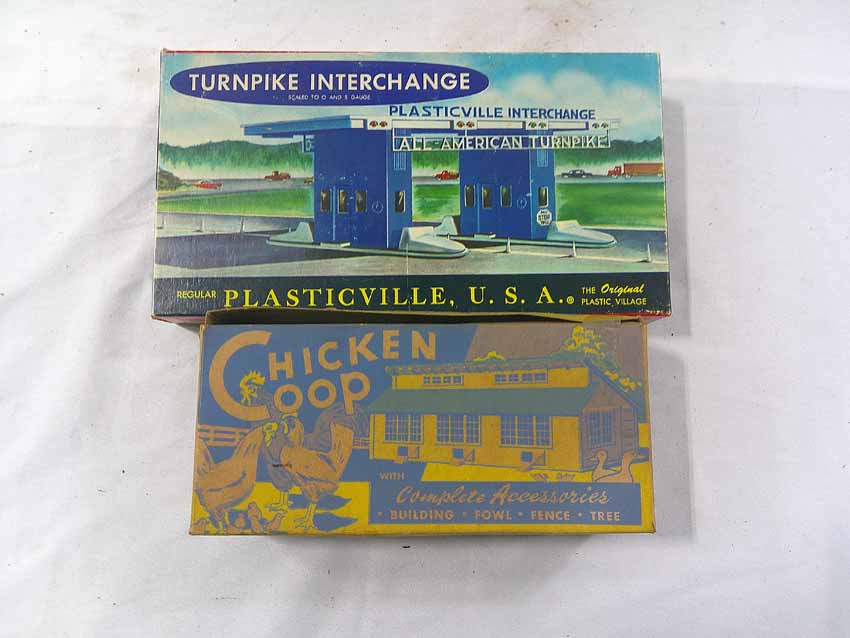 TURNPIKE INTERCHANGE
SCALED TO O AND S GAUGE
PLASTICVILLE INTERCHANGE
ALL-AMERICAN TURNPIKE
STOP
REGULAR PLASTICVILLE, U. S. A.® THE Original
PLASTIC VILLAGE
CHICKEN
COOP
WITH
Complete Accessories
• BUILDING • FOWL • FENCE • TREE